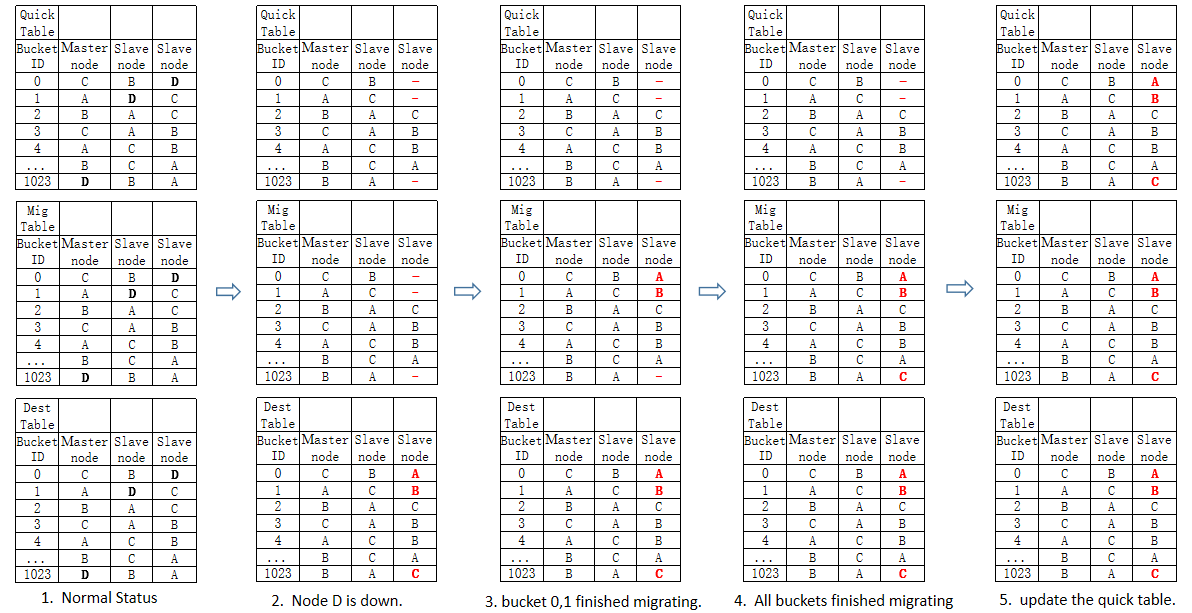 Quick
Table
Bucket Master Slave Slave
ID node node node
0 C B D
1 A D C
2 B A C
3 C A B
4 A C B
... B C A
1023 D B A
Mig
Table
Bucket Master Slave Slave
ID node node node
0 C B D
1 A D C
2 B A C
3 C A B
4 A C B
... B C A
1023 D B A
Dest
Table
Bucket Master Slave Slave
ID node node node
0 C B D
1 A D C
2 B A C
3 C A B
4 A C B
... B C A
1023 D B A
1. Normal Status
Quick
Table
Bucket Master Slave Slave
ID node node node
0 C B –
1 A C –
2 B A C
3 C A B
4 A C B
... B C A
1023 B A –
Mig
Table
Bucket Master Slave Slave
ID node node node
0 C B –
1 A C –
2 B A C
3 C A B
4 A C B
... B C A
1023 B A –
Dest
Table
Bucket Master Slave Slave
ID node node node
0 C B A
1 A C B
2 B A C
3 C A B
4 A C B
... B C A
1023 B A C
2. Node D is down.
Quick
Table
Bucket Master Slave Slave
ID node node node
0 C B –
1 A C –
2 B A C
3 C A B
4 A C B
... B C A
1023 B A –
Mig
Table
Bucket Master Slave Slave
ID node node node
0 C B A
1 A C B
2 B A C
3 C A B
4 A C B
... B C A
1023 B A –
Dest
Table
Bucket Master Slave Slave
ID node node node
0 C B A
1 A C B
2 B A C
3 C A B
4 A C B
... B C A
1023 B A C
3. bucket 0,1 finished migrating.
Quick
Table
Bucket Master Slave Slave
ID node node node
0 C B –
1 A C –
2 B A C
3 C A B
4 A C B
... B C A
1023 B A –
Mig
Table
Bucket Master Slave Slave
ID node node node
0 C B A
1 A C B
2 B A C
3 C A B
4 A C B
... B C A
1023 B A C
Dest
Table
Bucket Master Slave Slave
ID node node node
0 C B A
1 A C B
2 B A C
3 C A B
4 A C B
... B C A
1023 B A C
4. All buckets finished migrating
Quick
Table
Bucket Master Slave Slave
ID node node node
0 C B A
1 A C B
2 B A C
3 C A B
4 A C B
... B C A
1023 B A C
Mig
Table
Bucket Master Slave Slave
ID node node node
0 C B A
1 A C B
2 B A C
3 C A B
4 A C B
... B C A
1023 B A C
Dest
Table
Bucket Master Slave Slave
ID node node node
0 C B A
1 A C B
2 B A C
3 C A B
4 A C B
... B C A
1023 B A C
5. update the quick table.